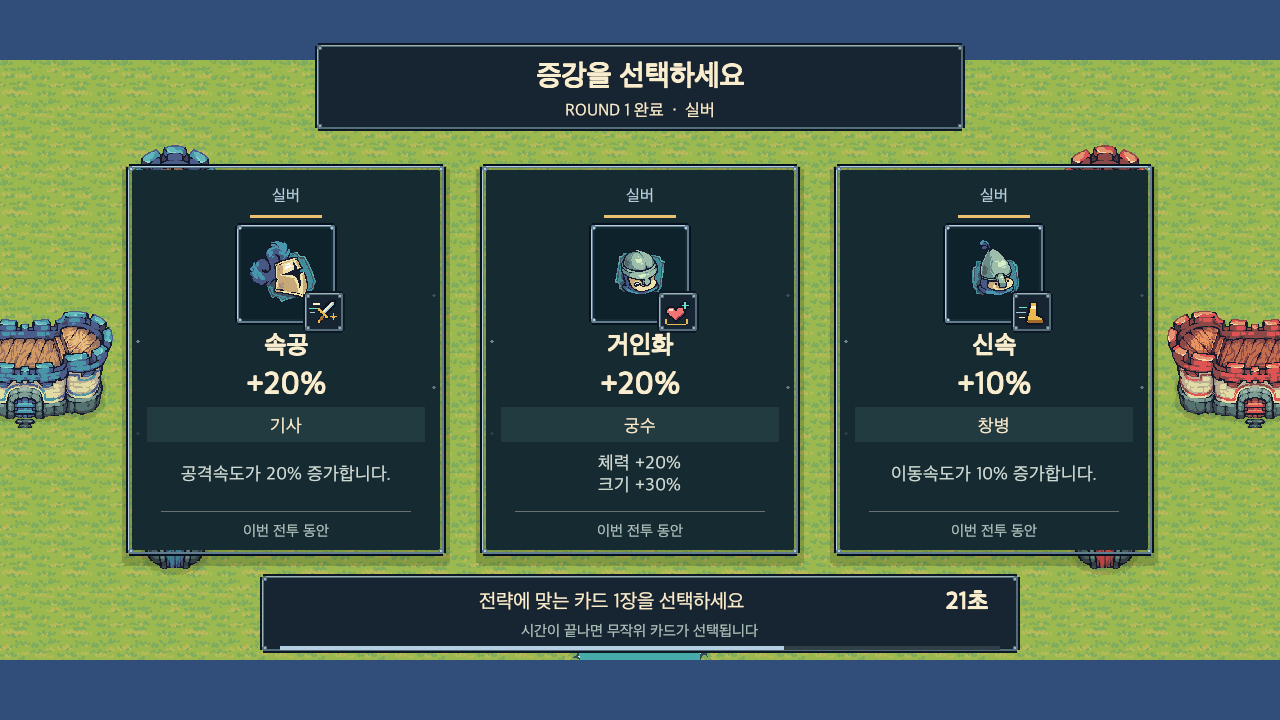 증강을 선택하세요
ROUND 1 완료 · 실버
실버
속공
+20%
기사
공격속도가 20% 증가합니다.
이번 전투 동안
실버
거인화
+20%
궁수
체력 +20%
크기 +30%
이번 전투 동안
실버
신속
+10%
창병
이동속도가 10% 증가합니다.
이번 전투 동안
전략에 맞는 카드 1장을 선택하세요
21초
시간이 끝나면 무작위 카드가 선택됩니다